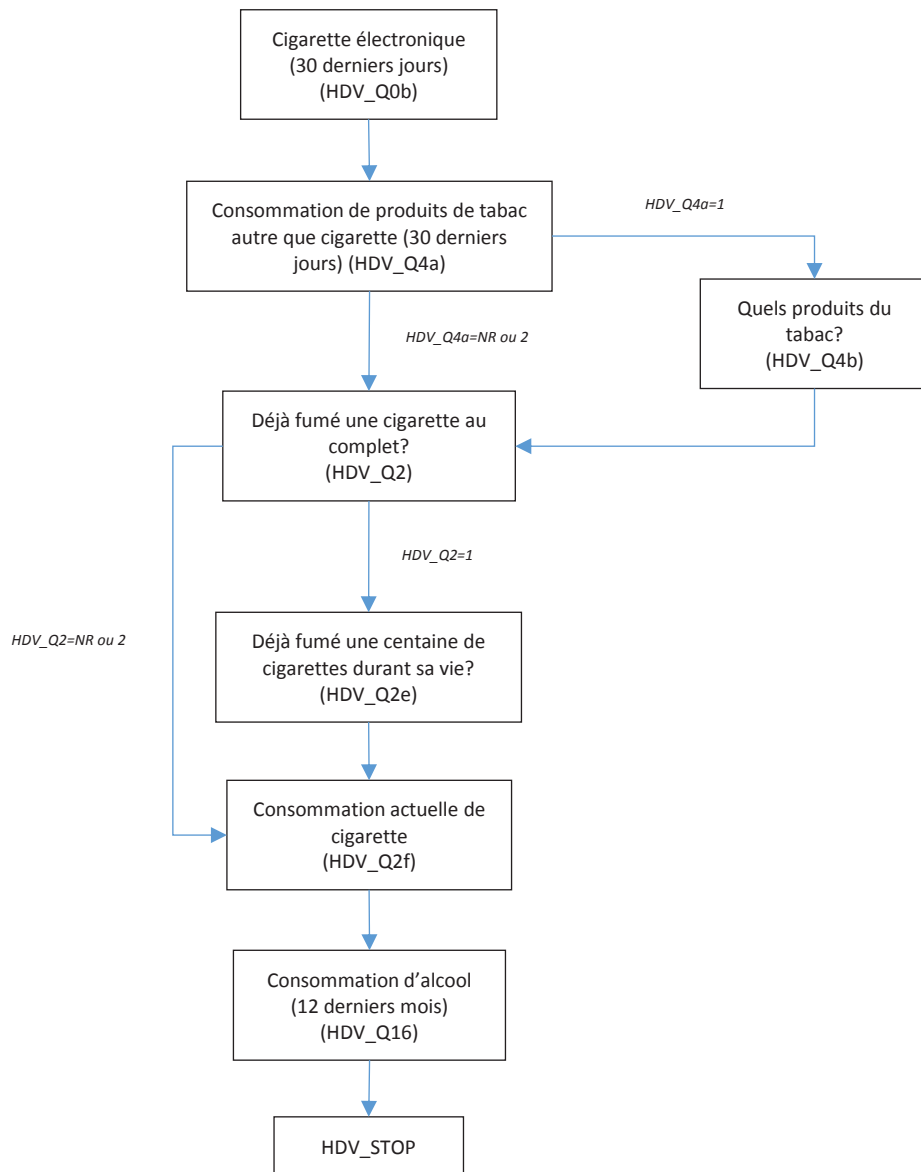 Cigarette électronique
(30 derniers jours)
(HDV_Q0b)
Consommation de produits de tabac
autre que cigarette (30 derniers
jours) (HDV_Q4a)
HDV_Q4a=1
Quels produits du
tabac?
(HDV_Q4b)
HDV_Q4a=NR ou 2
Déjà fumé une cigarette au
complet?
(HDV_Q2)
HDV_Q2=1
HDV_Q2=NR ou 2
Déjà fumé une centaine de
cigarettes durant sa vie?
(HDV_Q2e)
Consommation actuelle de
cigarette
(HDV_Q2f)
Consommation d’alcool
(12 derniers mois)
(HDV_Q16)
HDV_STOP